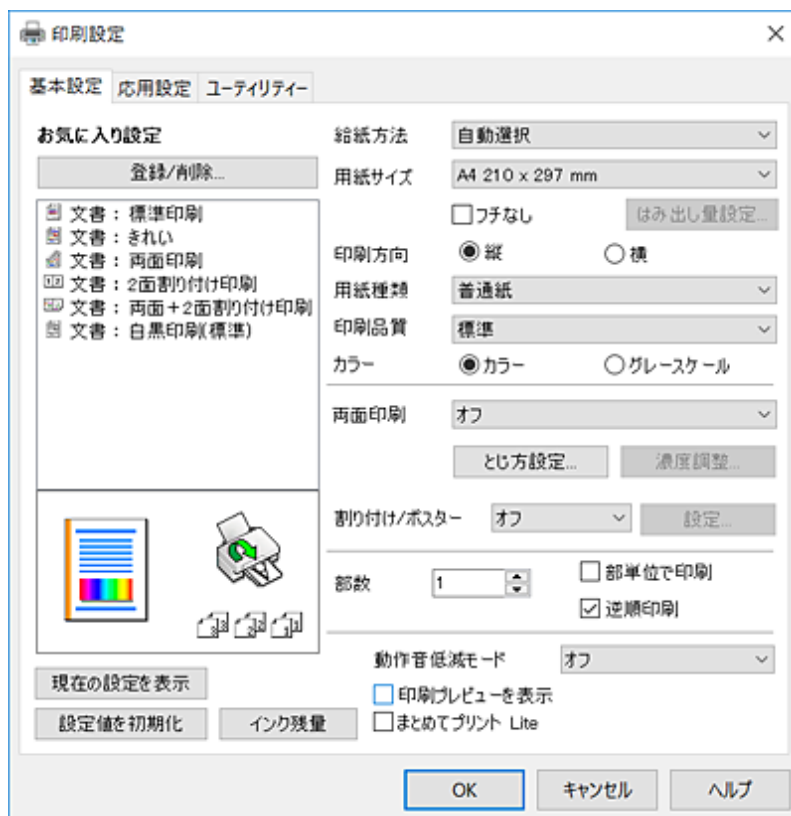 印刷設定
基本設定 応用設定 ユーティリティー
お気に入り設定
登録/削除...
文書：標準印刷
文書：きれい
文書：両面印刷
文書：2面割り付け印刷
文書：両面＋2面割り付け印刷
文書：白黒印刷(標準)
現在の設定を表示
設定値を初期化 インク残量
給紙方法 自動選択
用紙サイズ A4 210 x 297 mm
フチなし はみ出し量設定...
印刷方向 縦 横
用紙種類 普通紙
印刷品質 標準
カラー カラー グレースケール
両面印刷 オフ
とじ方設定... 濃度調整...
割り付け/ポスター オフ 設定...
部数 1 部単位で印刷
逆順印刷
動作音低減モード オフ
印刷プレビューを表示
まとめてプリント Lite
OK キャンセル ヘルプ